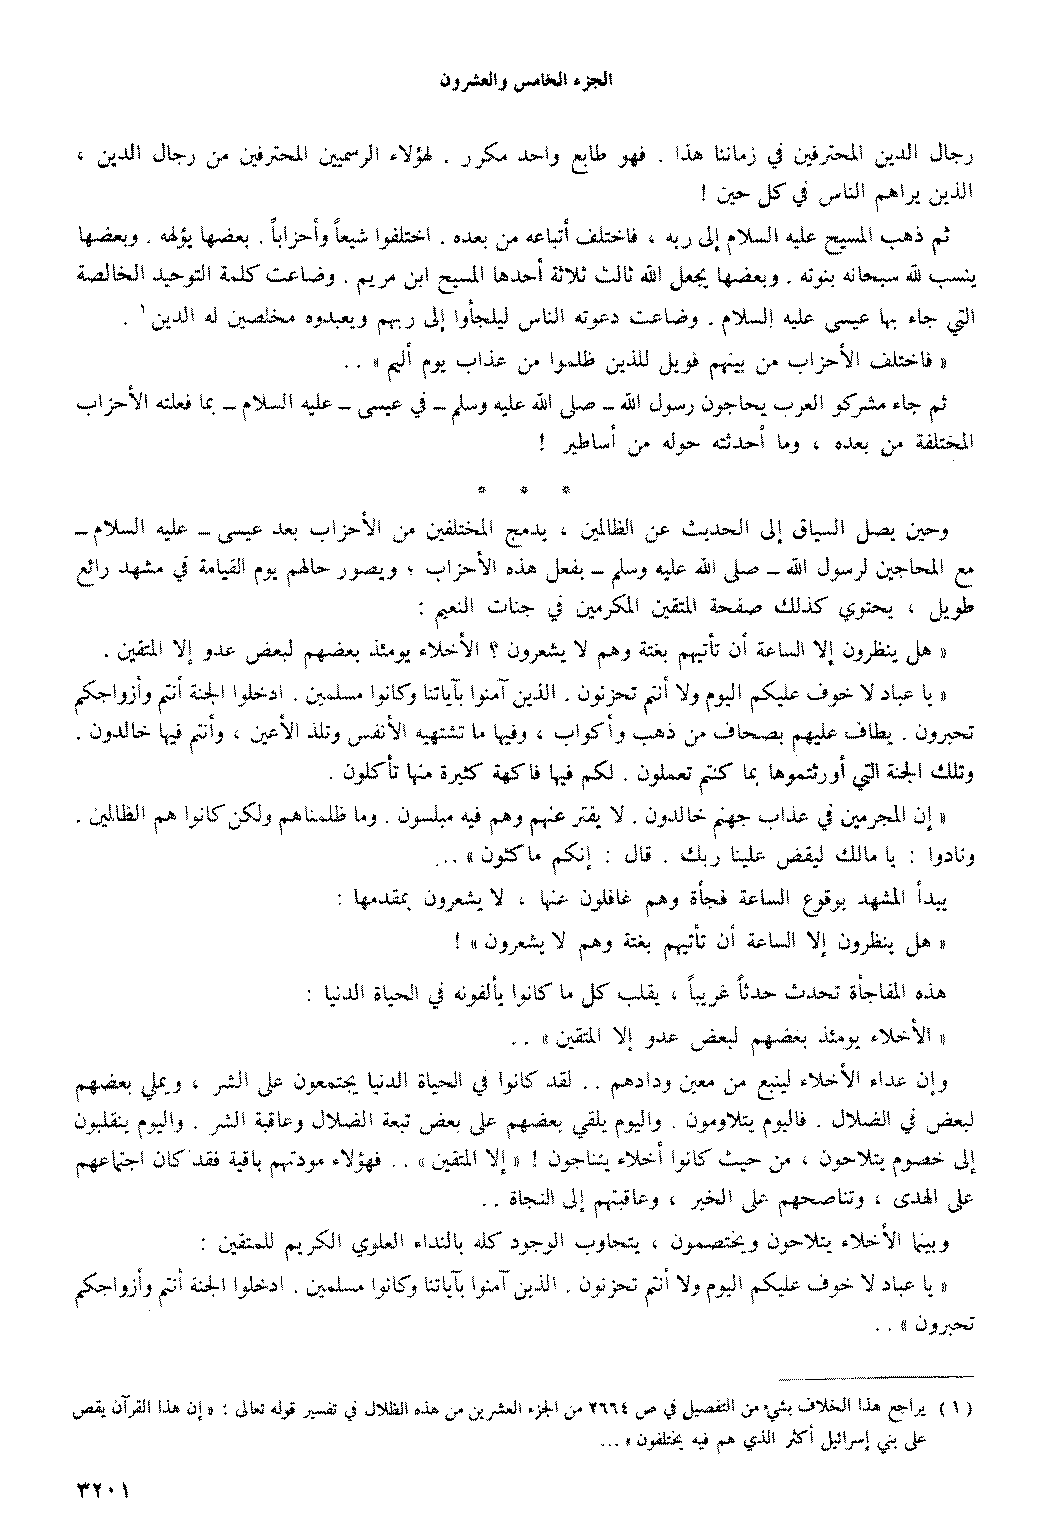 الجزء الخامس والعشرون
رجال الدين المحترفين في زماننا هذا . فهو طابع واحد مكرر . لهؤلاء الرسميين المحترفين من رجال الدين ،
الذين يراهم الناس في كل حين !
ثم ذهب المسيح عليه السلام إلى ربه ، فاختلف أتباعه من بعده . اختلفوا شيعاً وأحزاباً . بعضها يؤلهه . وبعضها
ينسب لله سبحانه بنوته . وبعضها يجعل الله ثالث ثلاثة أحدها المسيح ابن مريم . وضاعت كلمة التوحيد الخالصة
التي جاء بها عيسى عليه السلام . وضاعت دعوته الناس ليلجأوا إلى ربهم ويعبدوه مخلصين له الدين ١ .
« فاختلف الأحزاب من بينهم فويل للذين ظلموا من عذاب يوم أليم » . .
ثم جاء مشركو العرب يحاجون رسول الله ــ صلى الله عليه وسلم ــ في عيسى ــ عليه السلام ــ بما فعلته الأحزاب
المختلفة من بعده ، وما أحدثته حوله من أساطير !
* * *
وحين يصل السياق إلى الحديث عن الظالمين ، يدمج المختلفين من الأحزاب بعد عيسى ــ عليه السلام ــ
مع المحاجين لرسول الله ــ صلى الله عليه وسلم ــ بفعل هذه الأحزاب ؛ ويصور حالهم يوم القيامة في مشهد رائع
طويل ، يحتوي كذلك صفحة المتقين المكرمين في جنات النعيم :
« هل ينظرون إلا الساعة أن تأتيهم بغتة وهم لا يشعرون ؟ الأخلاء يومئذ بعضهم لبعض عدو إلا المتقين .
« يا عباد لا خوف عليكم اليوم ولا أنتم تحزنون . الذين آمنوا بآياتنا وكانوا مسلمين . ادخلوا الجنة أنتم وأزواجكم
تحبرون . يطاف عليهم بصحاف من ذهب وأكواب ، وفيها ما تشتهيه الأنفس وتلذ الأعين ، وأنتم فيها خالدون .
وتلك الجنة التي أورثتموها بما كنتم تعملون . لكم فيها فاكهة كثيرة منها تأكلون .
« إن المجرمين في عذاب جهنم خالدون . لا يفتر عنهم وهم فيه مبلسون . وما ظلمناهم ولكن كانوا هم الظالمين .
ونادوا : يا مالك ليقض علينا ربك . قال : إنكم ماكثون » ...
يبدأ المشهد بوقوع الساعة فجأة وهم غافلون عنها ، لا يشعرون بمقدمها :
« هل ينظرون إلا الساعة أن تأتيهم بغتة وهم لا يشعرون » !
هذه المفاجأة تحدث حدثاً غريباً ، يقلب كل ما كانوا يألفونه في الحياة الدنيا :
« الأخلاء يومئذ بعضهم لبعض عدو إلا المتقين » . .
وإن عداء الأخلاء لينبع من معين ودادهم . . لقد كانوا في الحياة الدنيا يجتمعون على الشر ، ويملي بعضهم
لبعض في الضلال . فاليوم يتلاومون . واليوم يلقي بعضهم على بعض تبعة الضلال وعاقبة الشر . واليوم ينقلبون
إلى خصوم يتلاحون ، من حيث كانوا أخلاء يتناجون ! « إلا المتقين » . . فهؤلاء مودتهم باقية فقد كان اجتماعهم
على الهدى ، وتناصحهم على الخير ، وعاقبتهم إلى النجاة . .
وبينما الأخلاء يتلاحون ويختصمون ، يتجاوب الوجود كله بالنداء العلوي الكريم للمتقين :
« يا عباد لا خوف عليكم اليوم ولا أنتم تحزنون . الذين آمنوا بآياتنا وكانوا مسلمين . ادخلوا الجنة أنتم وأزواجكم
تحبرون » . .
( ١ ) يراجع هذا الخلاف بشيء من التفصيل في ص ٢٦٦٤ من الجزء العشرين من هذه الظلال في تفسير قوله تعالى : « إن هذا القرآن يقص
على بني إسرائيل أكثر الذي هم فيه يختلفون » ...
٣٢٠١